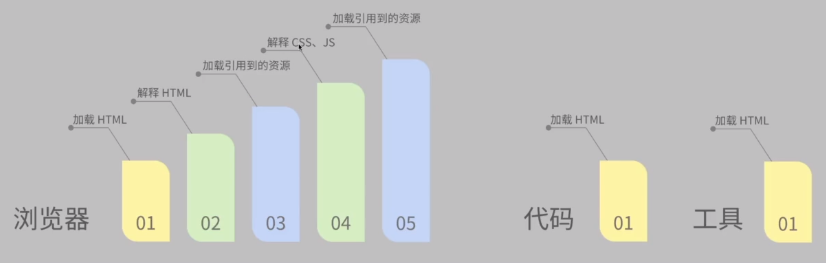 加载引用到的资源
解释 CSS、JS
加载引用到的资源
解释 HTML
加载 HTML
加载 HTML
加载 HTML
浏览器
01
02
03
04
05
代码
01
工具
01